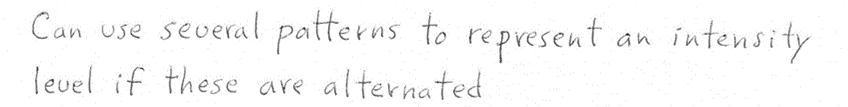 Can use several patterns to represent an intensity
level if these are alternated